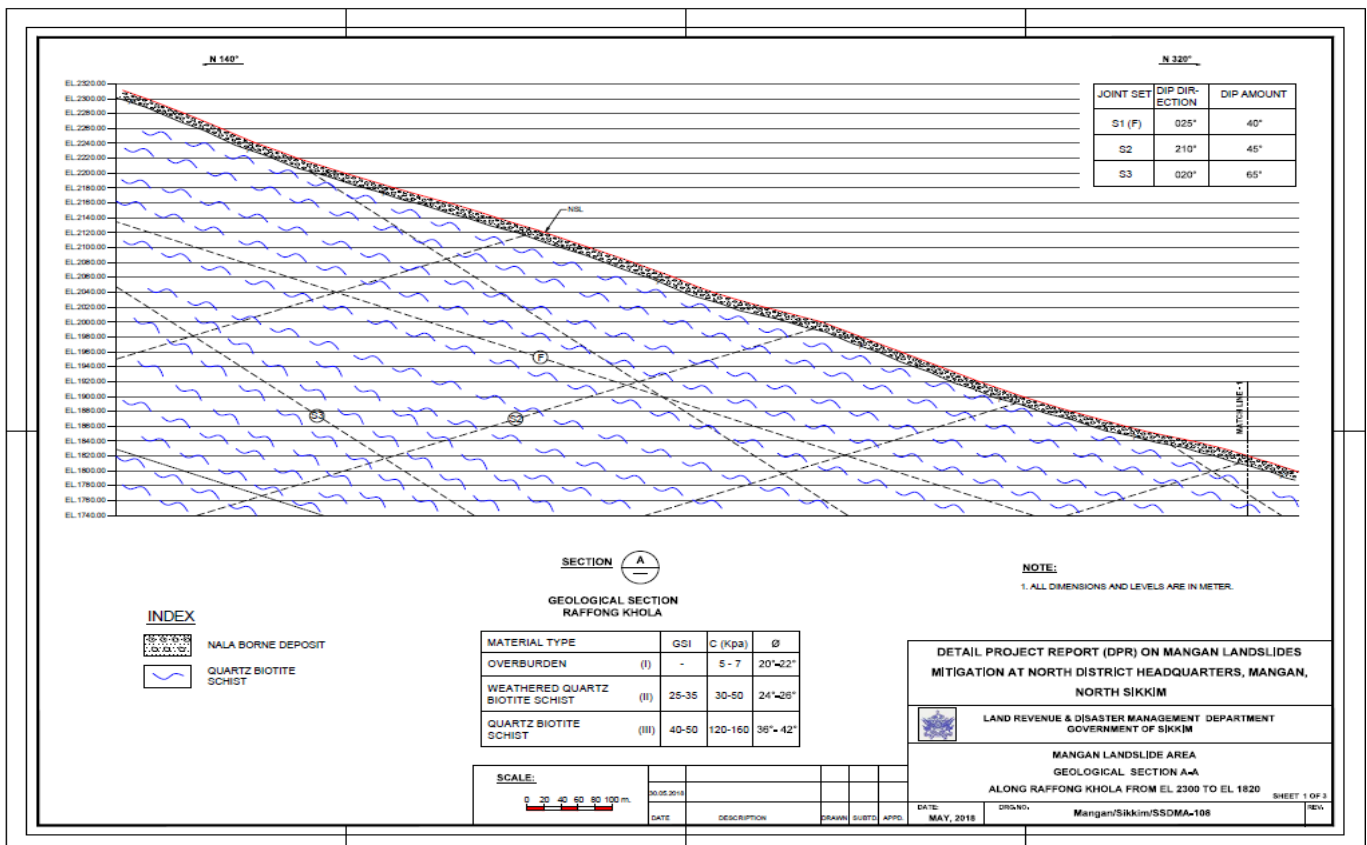 N 140°
N 320°
JOINT SET DIP DIR-ECTION DIP AMOUNT
S1 (F) 025° 40°
S2 210° 45°
S3 020° 65°
EL.2320.00
EL.2300.00
EL.2280.00
EL.2260.00
EL.2240.00
EL.2220.00
EL.2200.00
EL.2180.00
EL.2160.00
EL.2140.00
EL.2120.00
EL.2100.00
EL.2080.00
EL.2060.00
EL.2040.00
EL.2020.00
EL.2000.00
EL.1980.00
EL.1960.00
EL.1940.00
EL.1920.00
EL.1900.00
EL.1880.00
EL.1860.00
EL.1840.00
EL.1820.00
EL.1800.00
EL.1780.00
EL.1760.00
EL.1740.00
NSL
F
S3
S2
MATCH LINE - 1
SECTION A
GEOLOGICAL SECTION
RAFFONG KHOLA
NOTE:
1. ALL DIMENSIONS AND LEVELS ARE IN METER.
INDEX
NALA BORNE DEPOSIT
QUARTZ BIOTITE
SCHIST
MATERIAL TYPE GSI C (Kpa) Ø
OVERBURDEN (I) - 5 - 7 20°-22°
WEATHERED QUARTZ
BIOTITE SCHIST (II) 25-35 30-50 24°-26°
QUARTZ BIOTITE
SCHIST (III) 40-50 120-160 36°- 42°
SCALE:
0 20 40 60 80 100 m.
30.05.2018
DATE DESCRIPTION DRAWN SUBTD. APPD.
DETAIL PROJECT REPORT (DPR) ON MANGAN LANDSLIDES
MITIGATION AT NORTH DISTRICT HEADQUARTERS, MANGAN,
NORTH SIKKIM
LAND REVENUE & DISASTER MANAGEMENT DEPARTMENT
GOVERNMENT OF SIKKIM
MANGAN LANDSLIDE AREA
GEOLOGICAL SECTION A-A
ALONG RAFFONG KHOLA FROM EL 2300 TO EL 1820
SHEET 1 OF 3
DATE: MAY, 2018
DRG.NO. Mangan/Sikkim/SSDMA-108
REV.